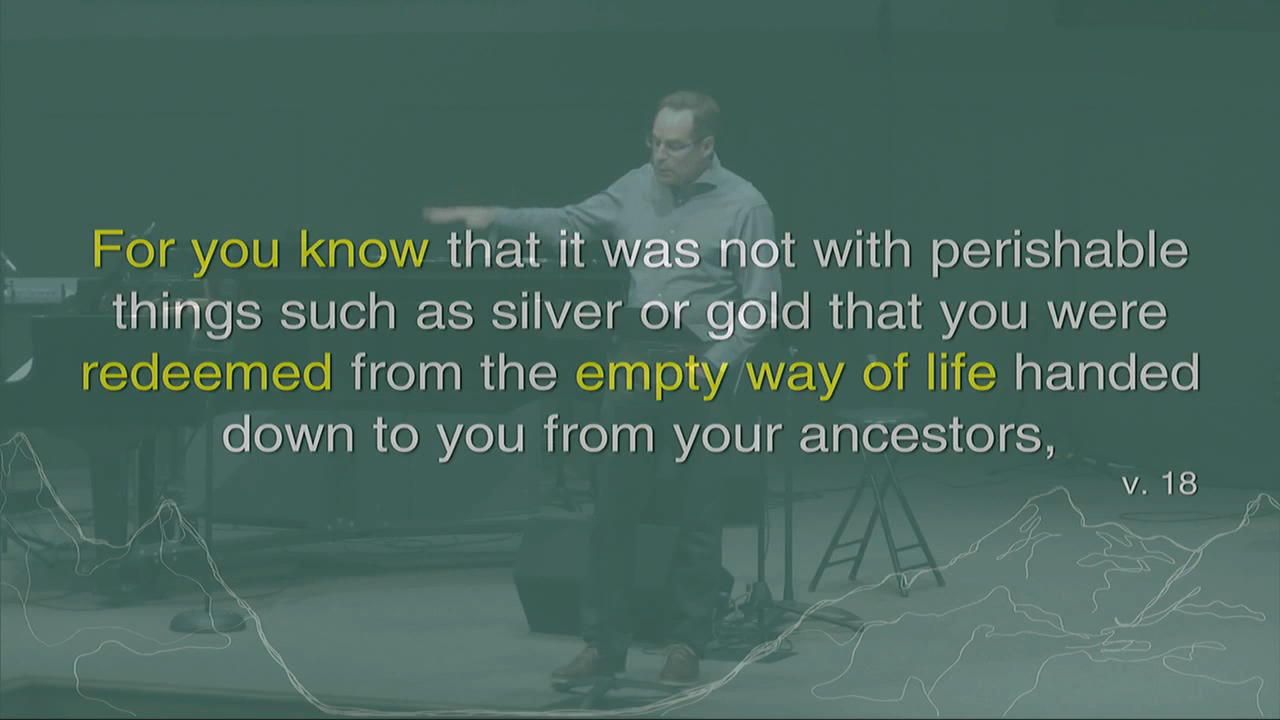 For you know that it was not with perishable
things such as silver or gold that you were
redeemed from the empty way of life handed
down to you from your ancestors,
v. 18